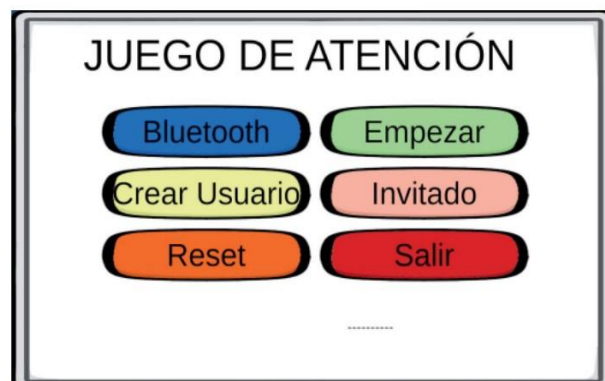 JUEGO DE ATENCIÓN
Bluetooth Empezar
Crear Usuario Invitado
Reset Salir
----------